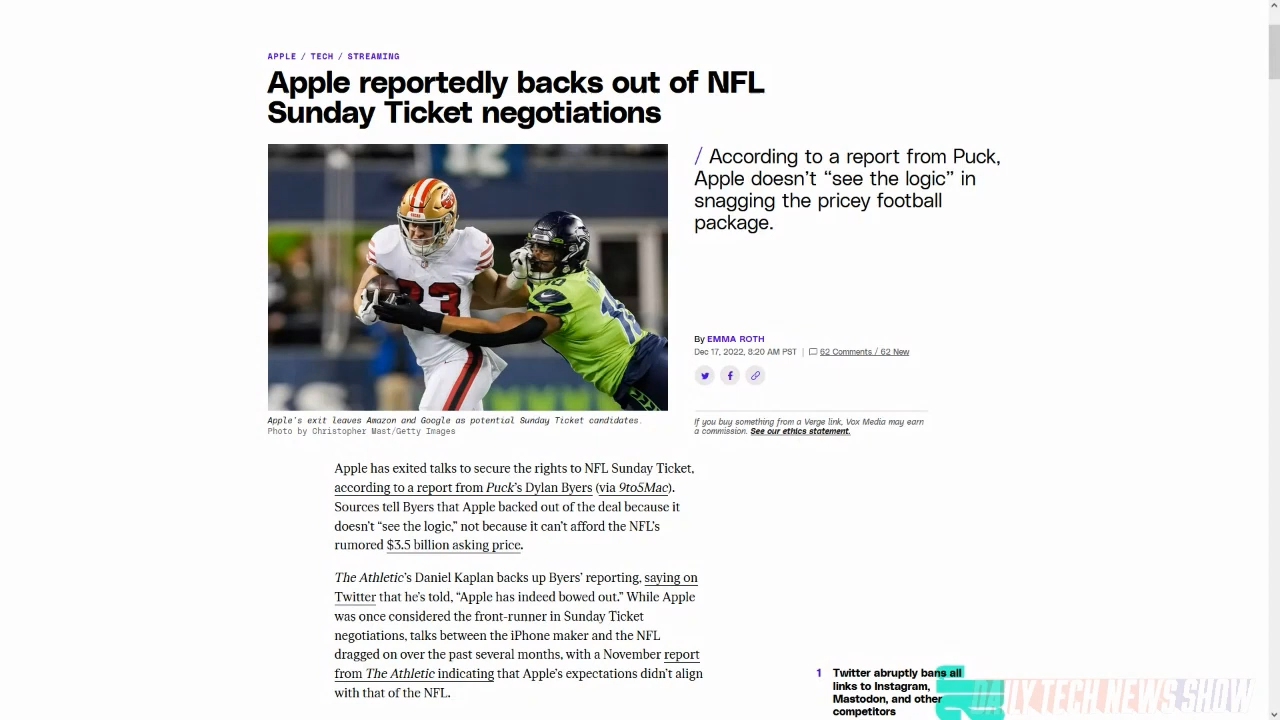 APPLE / TECH / STREAMING
Apple reportedly backs out of NFL
Sunday Ticket negotiations
/ According to a report from Puck,
Apple doesn’t “see the logic” in
snagging the pricey football
package.
By EMMA ROTH
Dec 17, 2022, 8:20 AM PST | 62 Comments / 62 New
Apple’s exit leaves Amazon and Google as potential Sunday Ticket candidates.
Photo by Christopher Mast/Getty Images
If you buy something from a Verge link, Vox Media may earn
a commission. See our ethics statement.
Apple has exited talks to secure the rights to NFL Sunday Ticket,
according to a report from Puck’s Dylan Byers (via 9to5Mac).
Sources tell Byers that Apple backed out of the deal because it
doesn’t “see the logic,” not because it can’t afford the NFL’s
rumored $3.5 billion asking price.
The Athletic’s Daniel Kaplan backs up Byers’ reporting, saying on
Twitter that he’s told, “Apple has indeed bowed out.” While Apple
was once considered the front-runner in Sunday Ticket
negotiations, talks between the iPhone maker and the NFL
dragged on over the past several months, with a November report
from The Athletic indicating that Apple’s expectations didn’t align
with that of the NFL.
1 Twitter abruptly bans all
links to Instagram,
Mastodon, and other
competitors
DAILY TECH NEWS SHOW